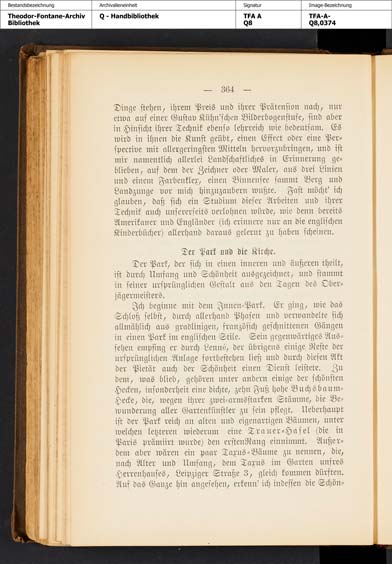 Bestandsbezeichnung Archivalieneinheit Signatur Image-Bezeichnung
Theodor-Fontane-Archiv Q - Handbibliothek TFA A TFA-A-
Bibliothek Q8 Q8,0374
— 364 —
Dinge stehen, ihrem Preis und ihrer Prätension nach, nur
etwa auf einer Gustav Kühn'schen Bilderbogenstufe, sind aber
in Hinsicht ihrer Technik ebenso lehrreich wie bedeutsam. Es
wird in ihnen die Kunst geübt, einen Effect oder eine Per-
spective mit allergeringsten Mitteln hervorzubringen, und ist
mir namentlich allerlei Landschaftliches in Erinnerung ge-
blieben, auf dem der Zeichner oder Maler, aus drei Linien
und einem Farbenklex, einen Binnensee sammt Berg und
Landzunge vor mich hinzuzaubern wußte. Fast möcht' ich
glauben, daß sich ein Studium dieser Arbeiten und ihrer
Technik auch unsererseits verlohnen würde, wie denn bereits
Amerikaner und Engländer (ich erinnre nur an die englischen
Kinderbücher) allerhand daraus gelernt zu haben scheinen.
Der Park und die Kirche.
Der Park, der sich in einen inneren und äußeren theilt,
ist durch Umfang und Schönheit ausgezeichnet, und stammt
in seiner ursprünglichen Gestalt aus den Tagen des Ober-
jägermeisters.
Ich beginne mit dem Innen-Park. Er ging, wie das
Schloß selbst, durch allerhand Phasen und verwandelte sich
allmählich aus gradlinigen, französisch geschnittenen Gängen
in einen Park im englischen Stile. Sein gegenwärtiges Aus-
sehen empfing er durch Lenné, der übrigens einige Reste der
ursprünglichen Anlage fortbestehen ließ und durch diesen Akt
der Pietät auch der Schönheit einen Dienst leistete. Zu
dem, was blieb, gehören unter andern einige der schönsten
Hecken, insonderheit eine dichte, zehn Fuß hohe Buchsbaum-
Hecke, die, wegen ihrer zwei-armsstarken Stämme, die Be-
wunderung aller Gartenkünstler zu sein pflegt. Ueberhaupt
ist der Park reich an alten und eigenartigen Bäumen, unter
welchen letzteren wiederum eine Trauer-Hasel (die in
Paris prämiirt wurde) den ersten Rang einnimmt. Außer-
dem aber wären ein paar Taxus-Bäume zu nennen, die,
nach Alter und Umfang, dem Taxus im Garten unsres
Herrenhauses, Leipziger Straße 3, gleich kommen dürften.
Auf das Ganze hin angesehen, erkenn' ich indessen die Schön-